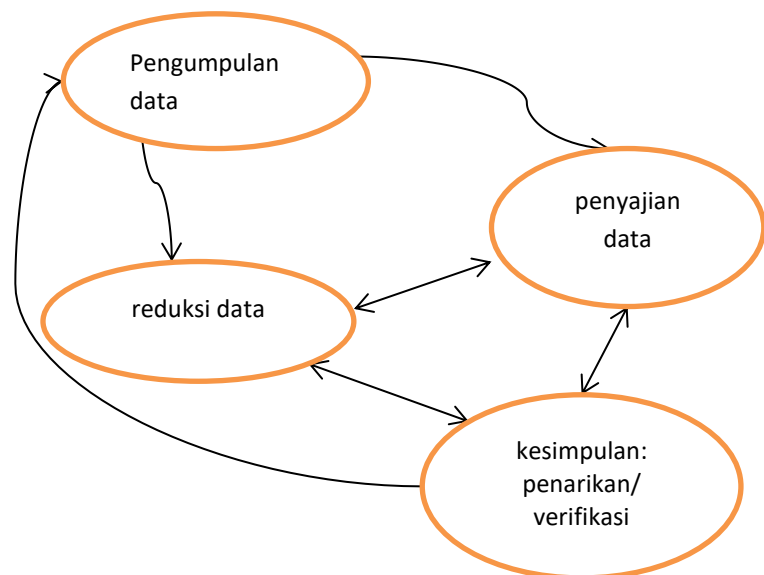 Pengumpulan
data
penyajian
data
reduksi data
kesimpulan:
penarikan/
verifikasi